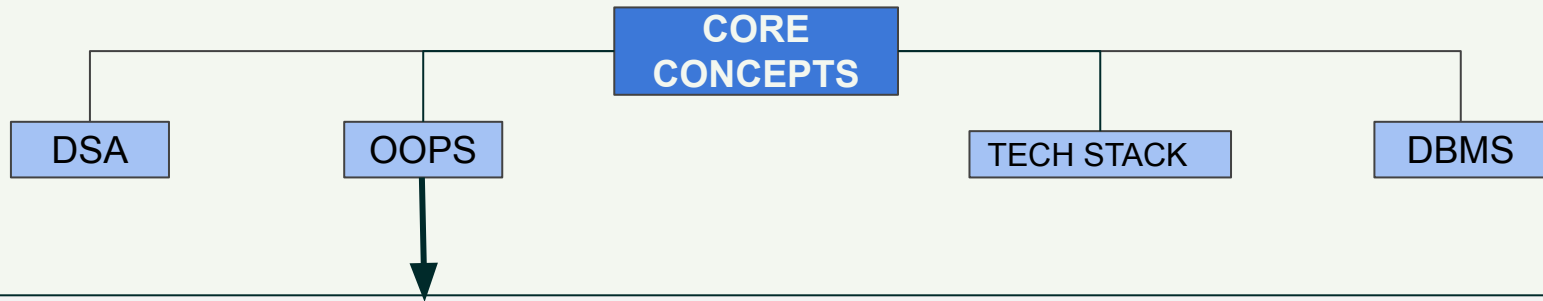 CORE
CONCEPTS
DSA
OOPS
TECH STACK
DBMS